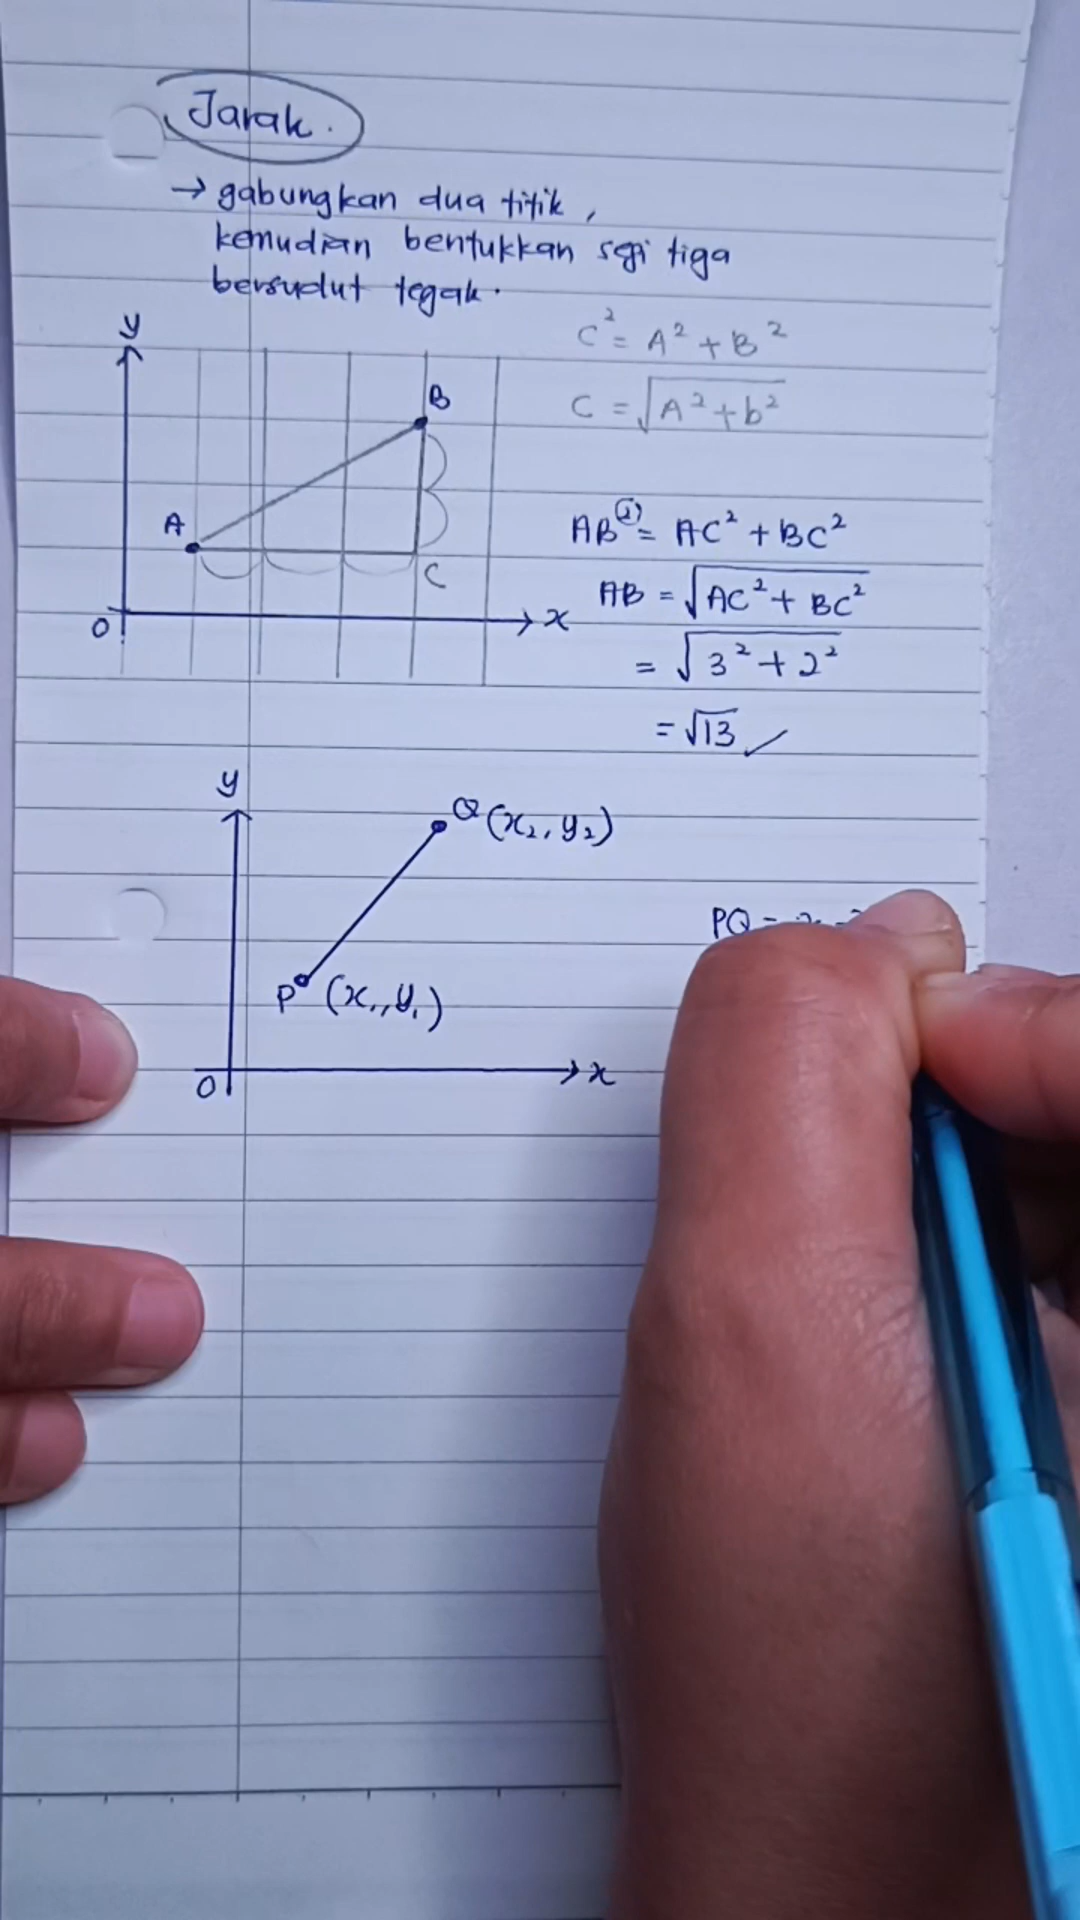 Jarak.
→ gabungkan dua titik,
kemudian bentukkan segi tiga
bersudut tegak.
C² = A² + B²
C = √A² + b²
y
B
A
C
O
x
AB² = AC² + BC²
AB = √AC² + BC²
= √3² + 2²
= √13 ✓
y
Q (x₂, y₂)
P (x₁, y₁)
O
x
PQ =